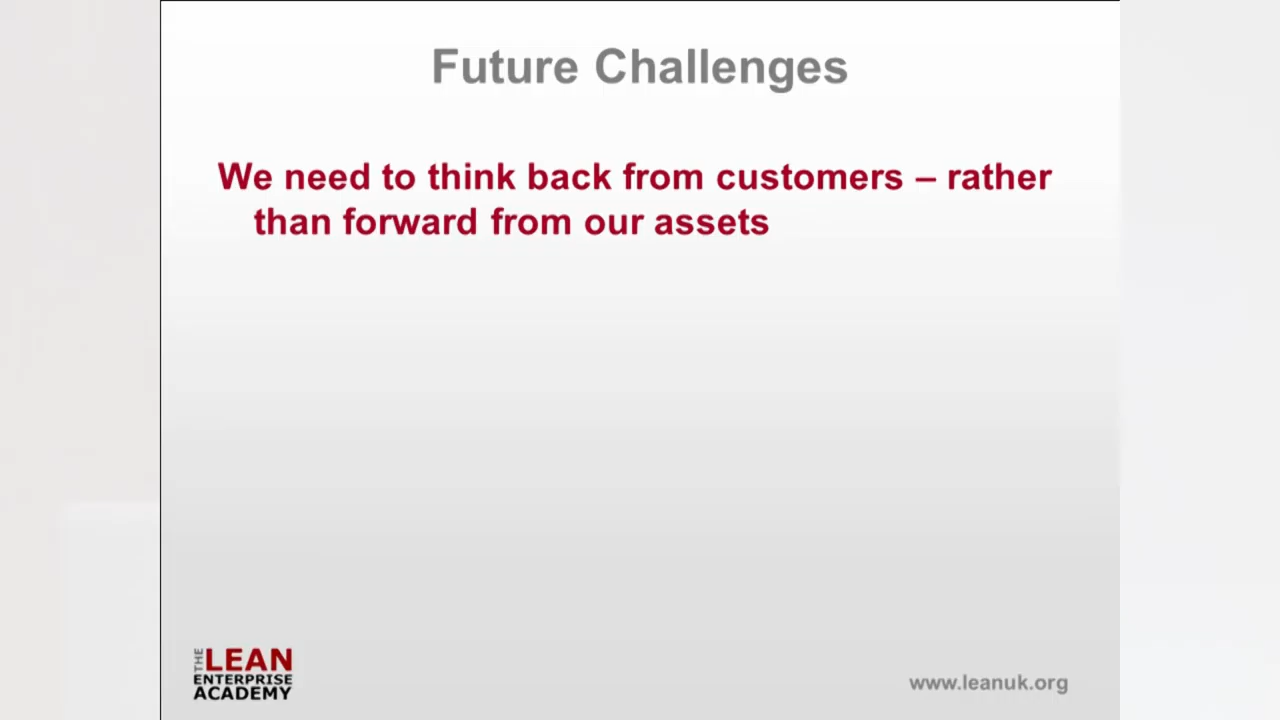 Future Challenges
We need to think back from customers – rather
than forward from our assets
THE
LEAN
ENTERPRISE
ACADEMY
www.leanuk.org